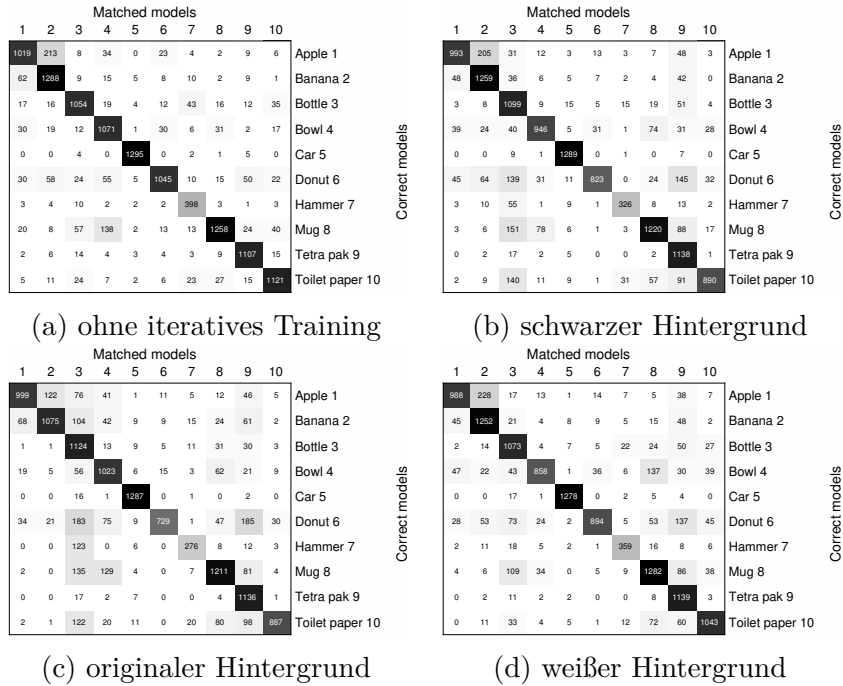 Matched models
1 2 3 4 5 6 7 8 9 10
1019 213 8 34 0 23 4 2 9 6 Apple 1
62 1288 9 15 5 8 10 2 9 1 Banana 2
17 16 1054 19 4 12 43 16 12 35 Bottle 3
30 19 12 1071 1 30 6 31 2 17 Bowl 4
0 0 4 0 1295 0 2 1 5 0 Car 5
30 58 24 55 5 1045 10 15 50 22 Donut 6
3 4 10 2 2 2 398 3 1 3 Hammer 7
20 8 57 138 2 13 13 1258 24 40 Mug 8
2 6 14 4 3 4 3 9 1107 15 Tetra pak 9
5 11 24 7 2 6 23 27 15 1121 Toilet paper 10
Correct models
(a) ohne iteratives Training
Matched models
1 2 3 4 5 6 7 8 9 10
993 205 31 12 3 13 3 7 48 3 Apple 1
48 1259 36 6 5 7 2 4 42 0 Banana 2
3 8 1099 9 15 5 15 19 51 4 Bottle 3
39 24 40 946 5 31 1 74 31 28 Bowl 4
0 0 9 1 1289 0 1 0 7 0 Car 5
45 64 139 31 11 823 0 24 145 32 Donut 6
3 10 55 1 9 1 326 8 13 2 Hammer 7
3 6 151 78 6 1 3 1220 88 17 Mug 8
0 2 17 2 5 0 0 2 1138 1 Tetra pak 9
2 9 140 11 9 1 31 57 91 890 Toilet paper 10
Correct models
(b) schwarzer Hintergrund
Matched models
1 2 3 4 5 6 7 8 9 10
999 122 76 41 1 11 5 12 46 5 Apple 1
68 1075 104 42 9 9 15 24 61 2 Banana 2
1 1 1124 13 9 5 11 31 30 3 Bottle 3
19 5 56 1023 6 15 3 62 21 9 Bowl 4
0 0 16 1 1287 0 1 0 2 0 Car 5
34 21 183 75 9 729 1 47 185 30 Donut 6
0 0 123 0 6 0 276 8 12 3 Hammer 7
2 0 135 129 4 0 7 1211 81 4 Mug 8
0 0 17 2 7 0 0 4 1136 1 Tetra pak 9
2 1 122 20 11 0 20 80 98 887 Toilet paper 10
Correct models
(c) originaler Hintergrund
Matched models
1 2 3 4 5 6 7 8 9 10
988 228 17 13 1 14 7 5 38 7 Apple 1
45 1252 21 4 8 9 5 15 48 2 Banana 2
2 14 1073 4 7 5 22 24 50 27 Bottle 3
47 22 43 858 1 36 6 137 30 39 Bowl 4
0 0 17 1 1278 0 2 5 4 0 Car 5
28 53 73 24 2 894 5 53 137 45 Donut 6
2 11 18 5 2 1 359 16 8 6 Hammer 7
4 6 109 34 0 5 9 1282 86 38 Mug 8
0 2 11 2 2 0 0 8 1139 3 Tetra pak 9
0 11 33 4 5 1 12 72 60 1043 Toilet paper 10
Correct models
(d) weißer Hintergrund